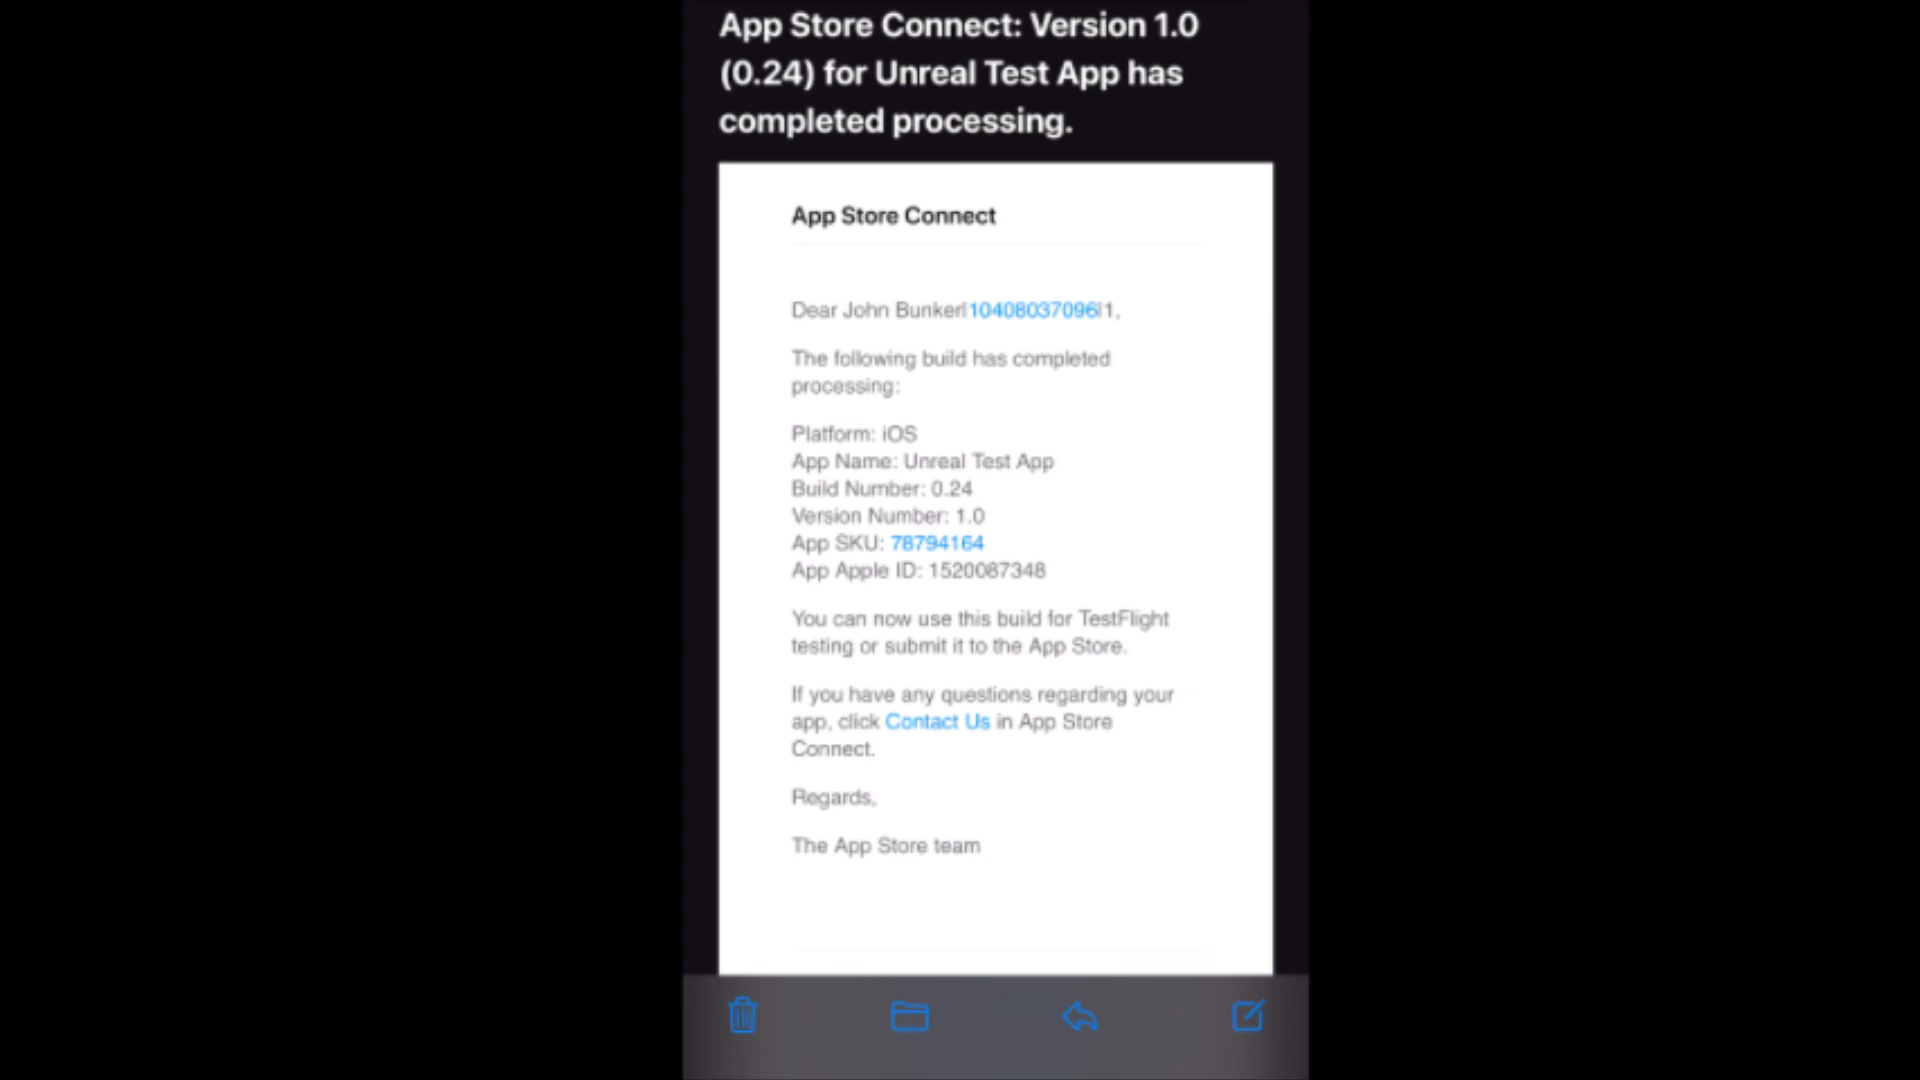 App Store Connect: Version 1.0
(0.24) for Unreal Test App has
completed processing.
App Store Connect
Dear John Bunker|10408037096|1,
The following build has completed
processing:
Platform: iOS
App Name: Unreal Test App
Build Number: 0.24
Version Number: 1.0
App SKU: 78794164
App Apple ID: 1520087348
You can now use this build for TestFlight
testing or submit it to the App Store.
If you have any questions regarding your
app, click Contact Us in App Store
Connect.
Regards,
The App Store team